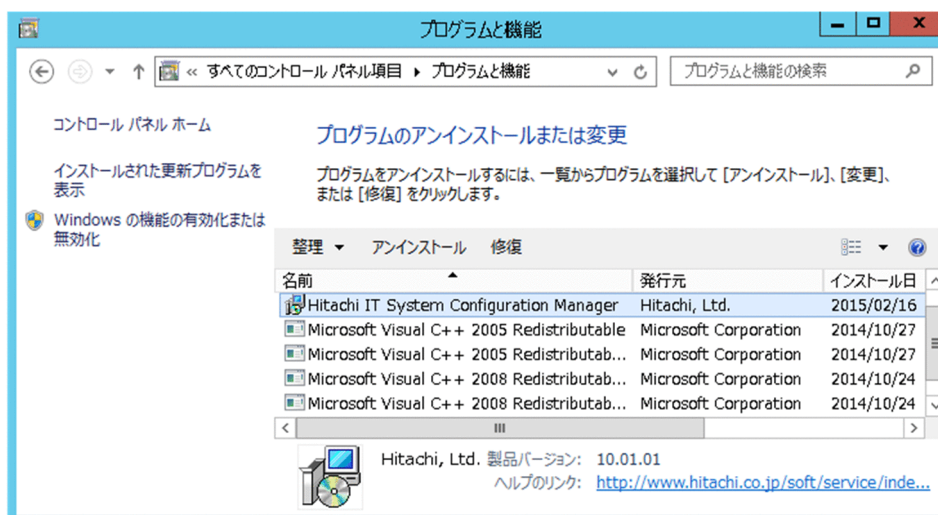 プログラムと機能
« すべてのコントロール パネル項目 ▸ プログラムと機能
プログラムと機能の検索
コントロール パネル ホーム
インストールされた更新プログラムを
表示
Windows の機能の有効化または
無効化
プログラムのアンインストールまたは変更
プログラムをアンインストールするには、一覧からプログラムを選択して [アンインストール]、[変更]、
または [修復] をクリックします。
整理 ▼ アンインストール 修復
名前 発行元 インストール日
Hitachi IT System Configuration Manager Hitachi, Ltd. 2015/02/16
Microsoft Visual C++ 2005 Redistributable Microsoft Corporation 2014/10/27
Microsoft Visual C++ 2005 Redistributab... Microsoft Corporation 2014/10/27
Microsoft Visual C++ 2008 Redistributab... Microsoft Corporation 2014/10/24
Microsoft Visual C++ 2008 Redistributab... Microsoft Corporation 2014/10/24
Hitachi, Ltd. 製品バージョン: 10.01.01
ヘルプのリンク: http://www.hitachi.co.jp/soft/service/inde...